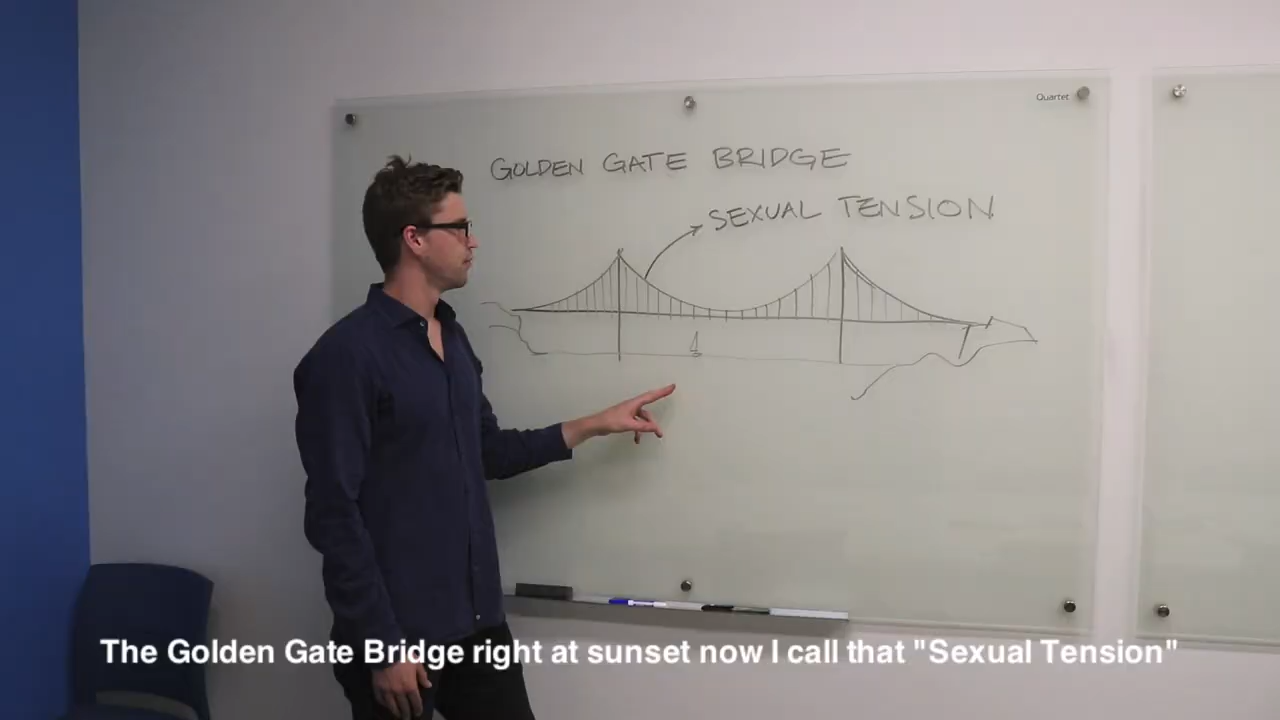 Quartet
GOLDEN GATE BRIDGE
SEXUAL TENSION
The Golden Gate Bridge right at sunset now I call that "Sexual Tension"